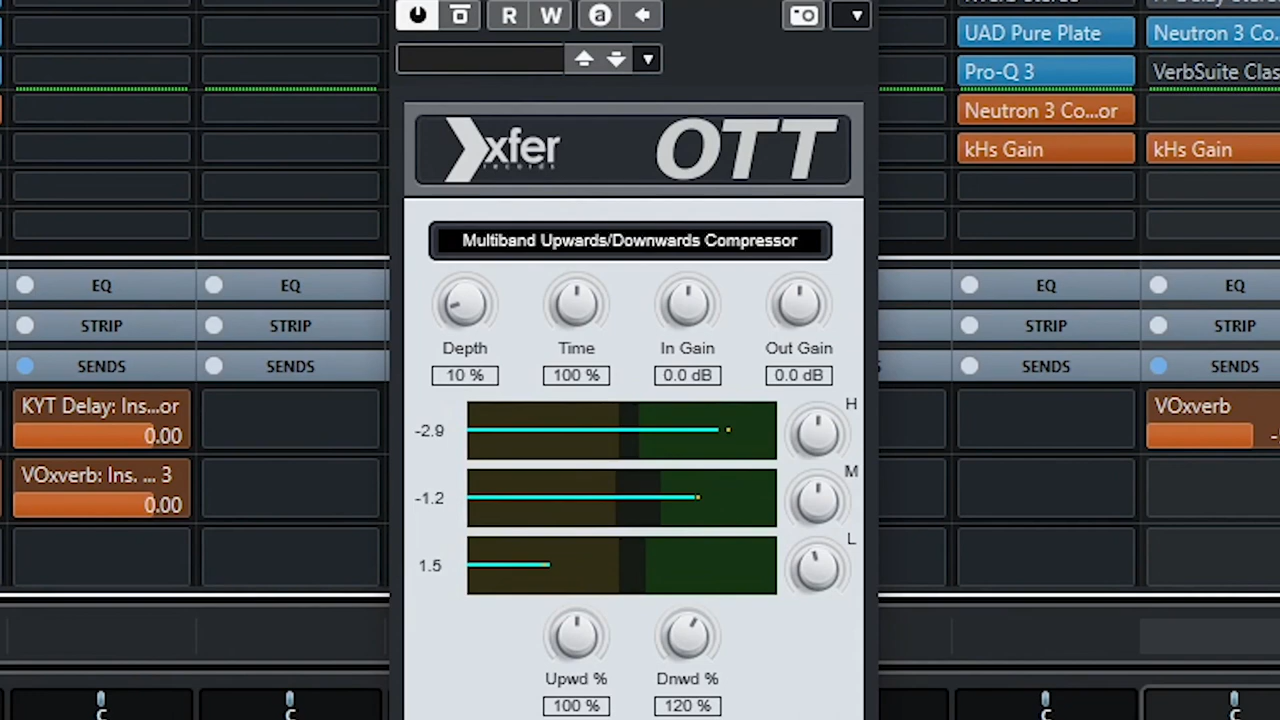 R W a
UAD Pure Plate
Neutron 3 Co...
Pro-Q 3
VerbSuite Clas
Neutron 3 Co...or
kHs Gain
kHs Gain
xfer records OTT
Multiband Upwards/Downwards Compressor
EQ EQ EQ EQ
STRIP STRIP STRIP STRIP
SENDS SENDS SENDS SENDS
Depth Time In Gain Out Gain
10 % 100 % 0.0 dB 0.0 dB
KYT Delay: Ins...or
0.00
VOxverb
H
-2.9
M
-1.2
VOxverb: Ins. ... 3
0.00
L
1.5
Upwd % Dnwd %
100 % 120 %
C C C C